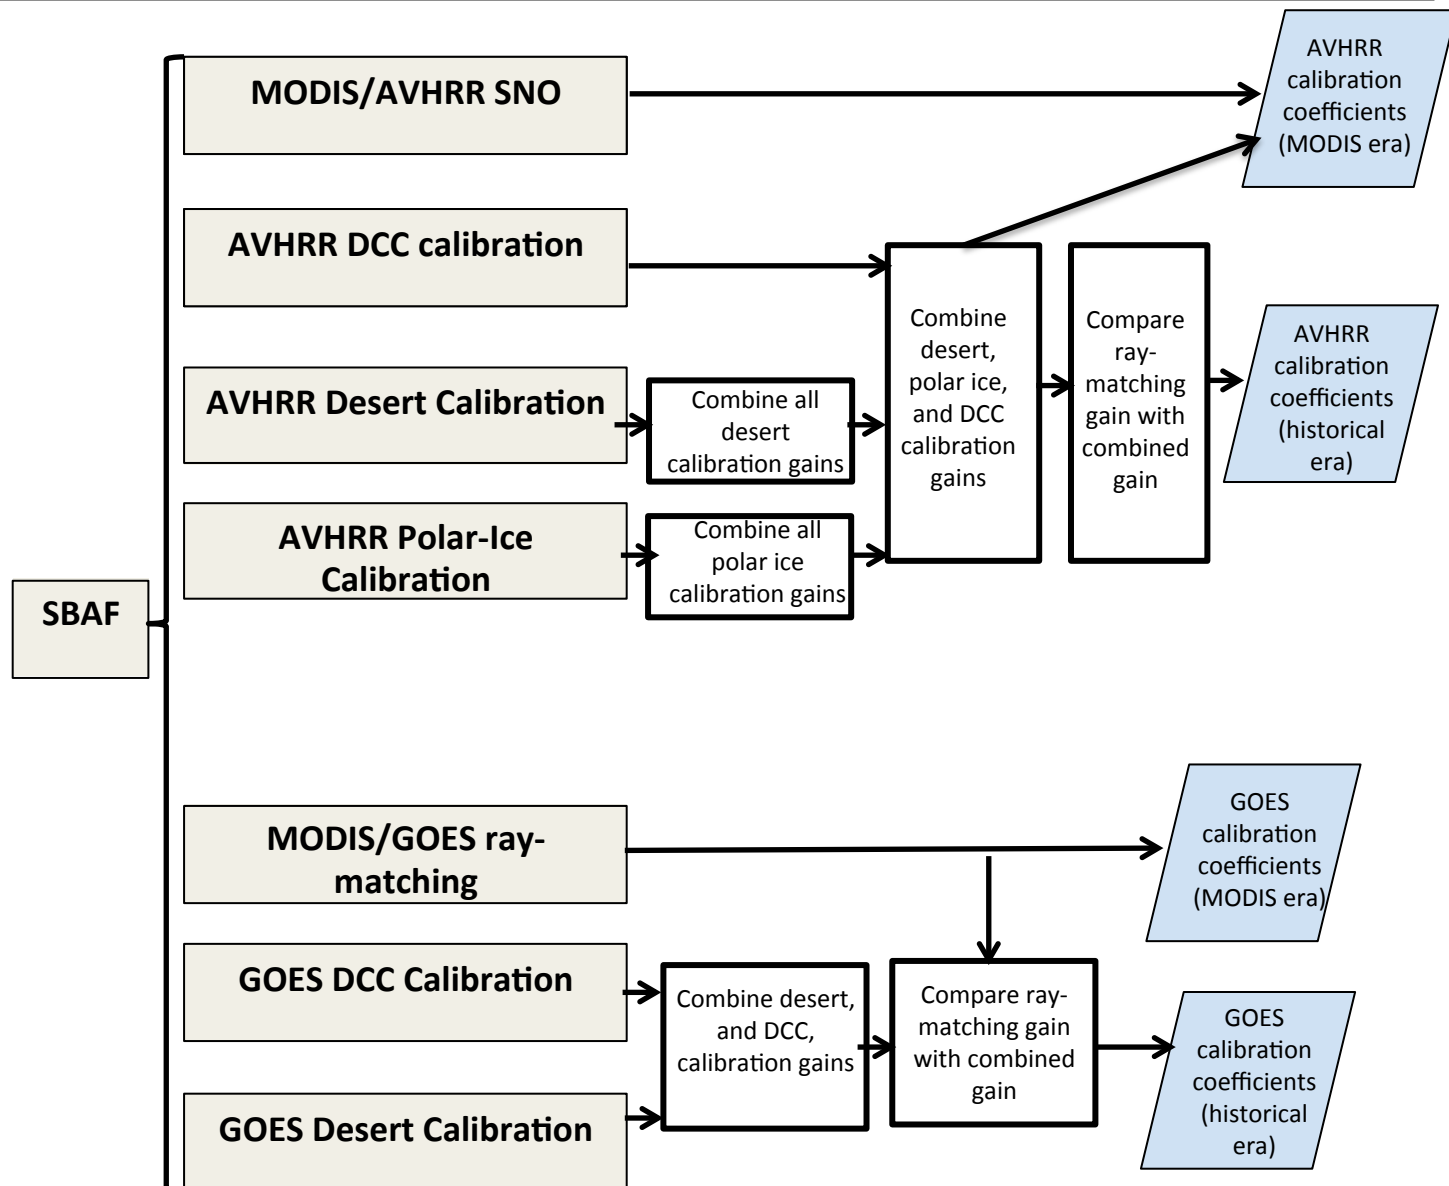 MODIS/AVHRR SNO
AVHRR
calibration
coefficients
(MODIS era)
AVHRR DCC calibration
AVHRR Desert Calibration
Combine all
desert
calibration gains
AVHRR Polar-Ice
Calibration
Combine all
polar ice
calibration gains
Combine
desert,
polar ice,
and DCC
calibration
gains
Compare
ray-
matching
gain with
combined
gain
AVHRR
calibration
coefficients
(historical
era)
SBAF
MODIS/GOES ray-
matching
GOES
calibration
coefficients
(MODIS era)
GOES DCC Calibration
GOES Desert Calibration
Combine desert,
and DCC,
calibration gains
Compare ray-
matching gain
with combined
gain
GOES
calibration
coefficients
(historical
era)